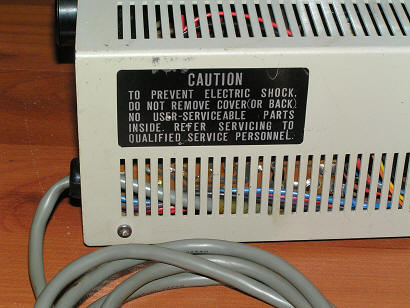 CAUTION
TO PREVENT ELECTRIC SHOCK,
DO NOT REMOVE COVER(OR BACK)
NO USER-SERVICEABLE PARTS
INSIDE. REFER SERVICING TO
QUALIFIED SERVICE PERSONNEL.